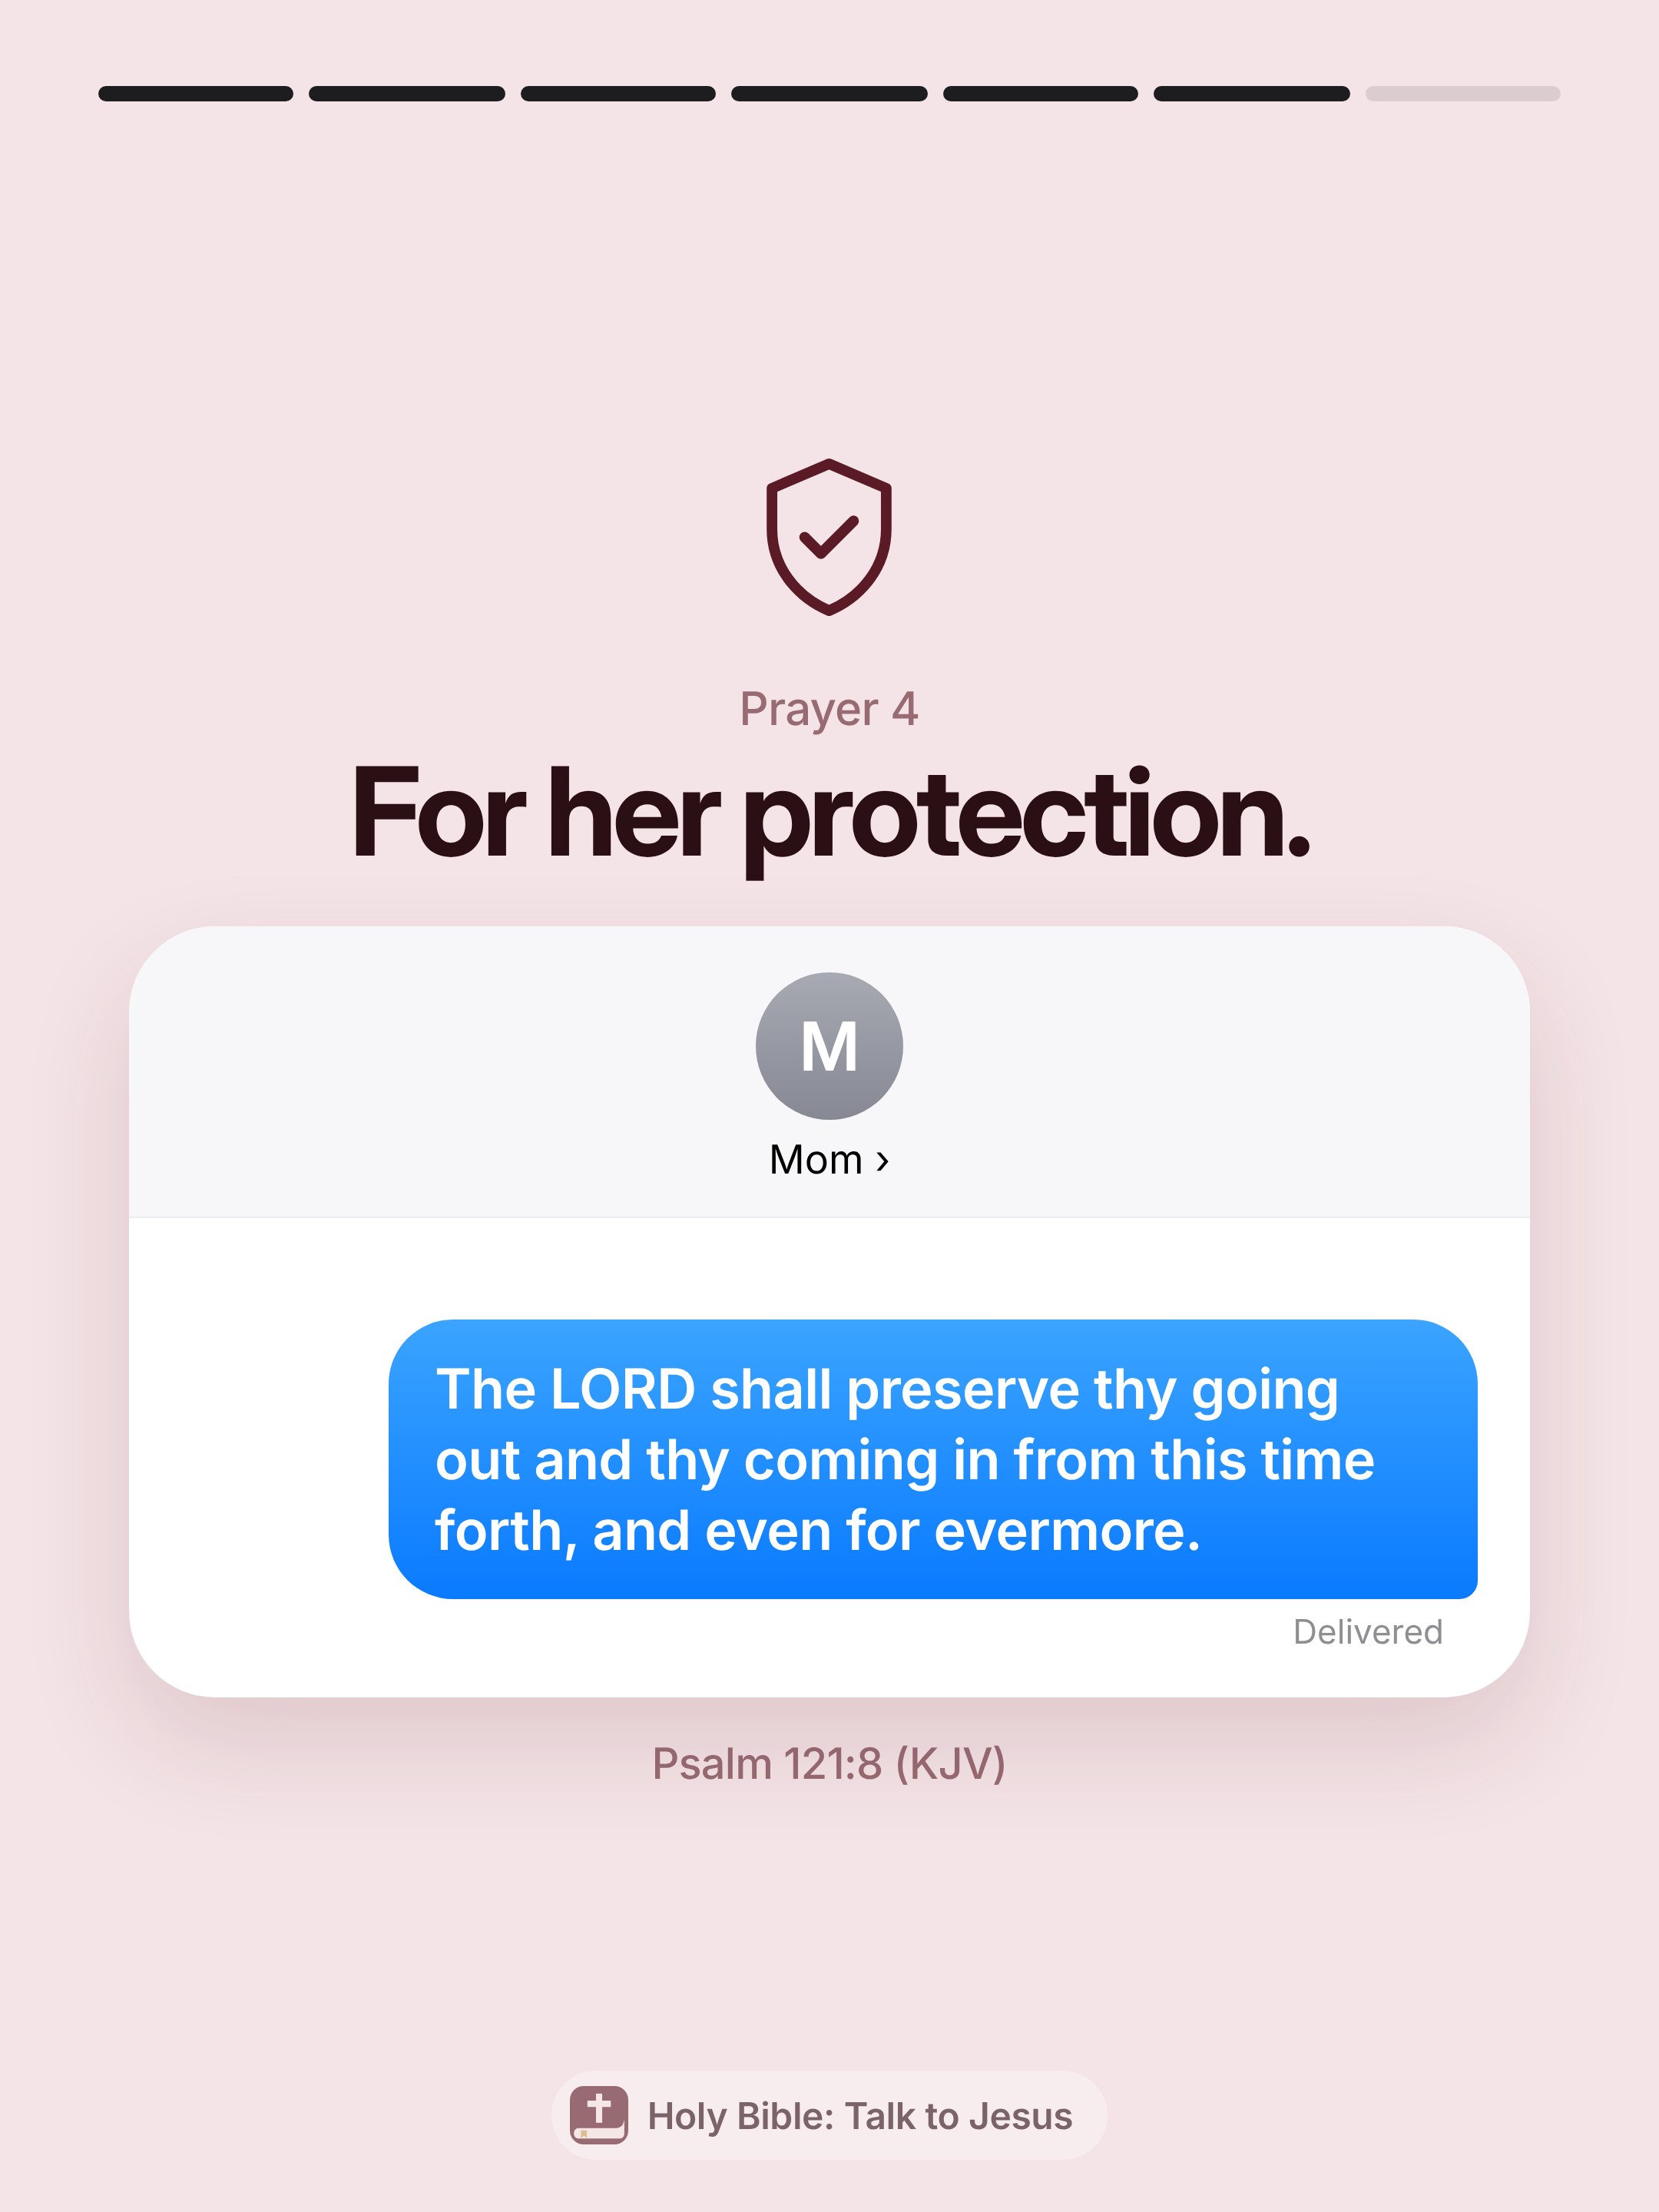 Prayer 4
For her protection.
M
Mom ›
The LORD shall preserve thy going
out and thy coming in from this time
forth, and even for evermore.
Delivered
Psalm 121:8 (KJV)
Holy Bible: Talk to Jesus